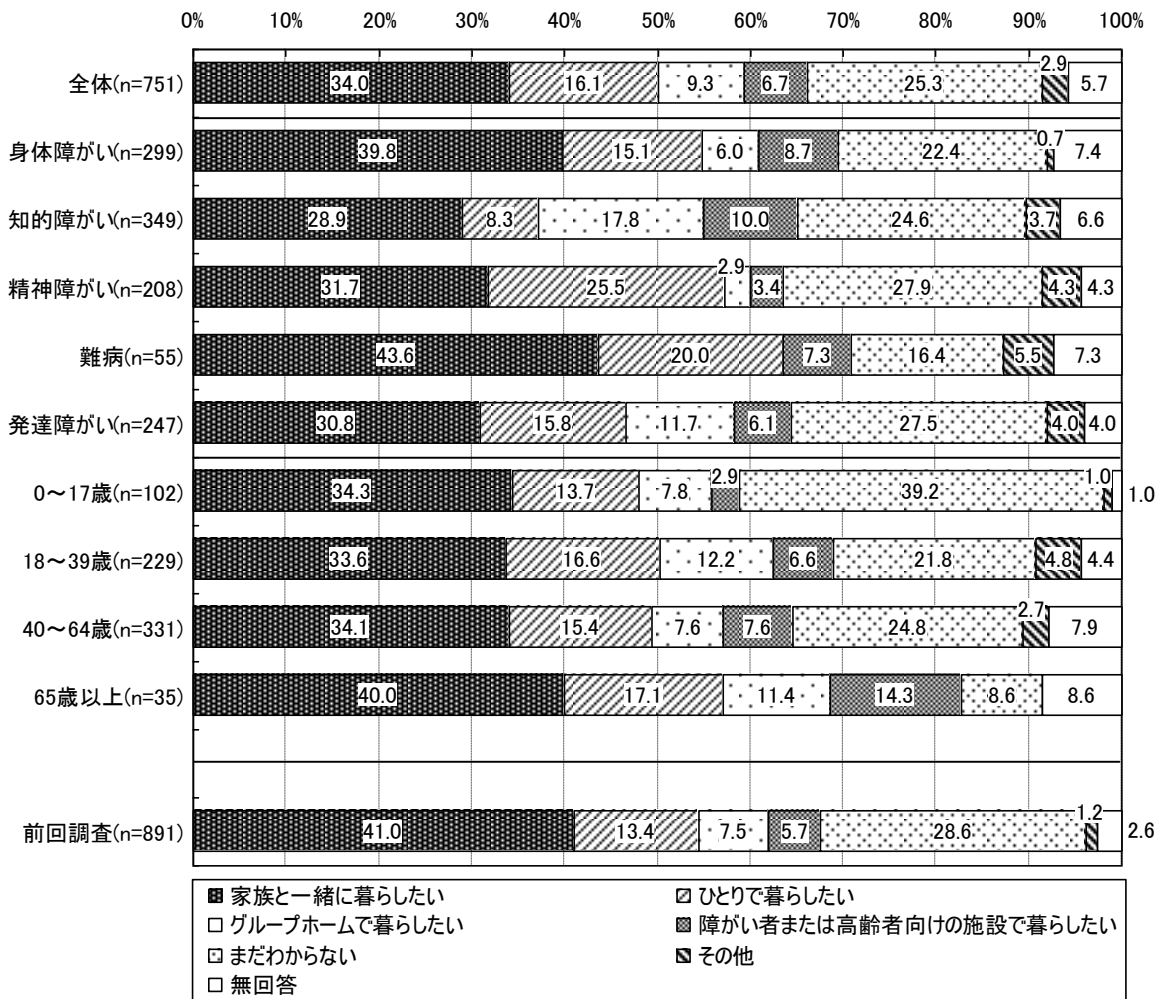 0% 10% 20% 30% 40% 50% 60% 70% 80% 90% 100%
全体(n=751) 34.0 16.1 9.3 6.7 25.3 2.9 5.7
身体障がい(n=299) 39.8 15.1 6.0 8.7 22.4 0.7 7.4
知的障がい(n=349) 28.9 8.3 17.8 10.0 24.6 3.7 6.6
精神障がい(n=208) 31.7 25.5 2.9 3.4 27.9 4.3 4.3
難病(n=55) 43.6 20.0 7.3 16.4 5.5 7.3
発達障がい(n=247) 30.8 15.8 11.7 6.1 27.5 4.0 4.0
0～17歳(n=102) 34.3 13.7 7.8 2.9 39.2 1.0 1.0
18～39歳(n=229) 33.6 16.6 12.2 6.6 21.8 4.8 4.4
40～64歳(n=331) 34.1 15.4 7.6 7.6 24.8 2.7 7.9
65歳以上(n=35) 40.0 17.1 11.4 14.3 8.6 8.6
前回調査(n=891) 41.0 13.4 7.5 5.7 28.6 1.2 2.6
家族と一緒に暮らしたい ひとりで暮らしたい
グループホームで暮らしたい 障がい者または高齢者向けの施設で暮らしたい
まだわからない その他
無回答